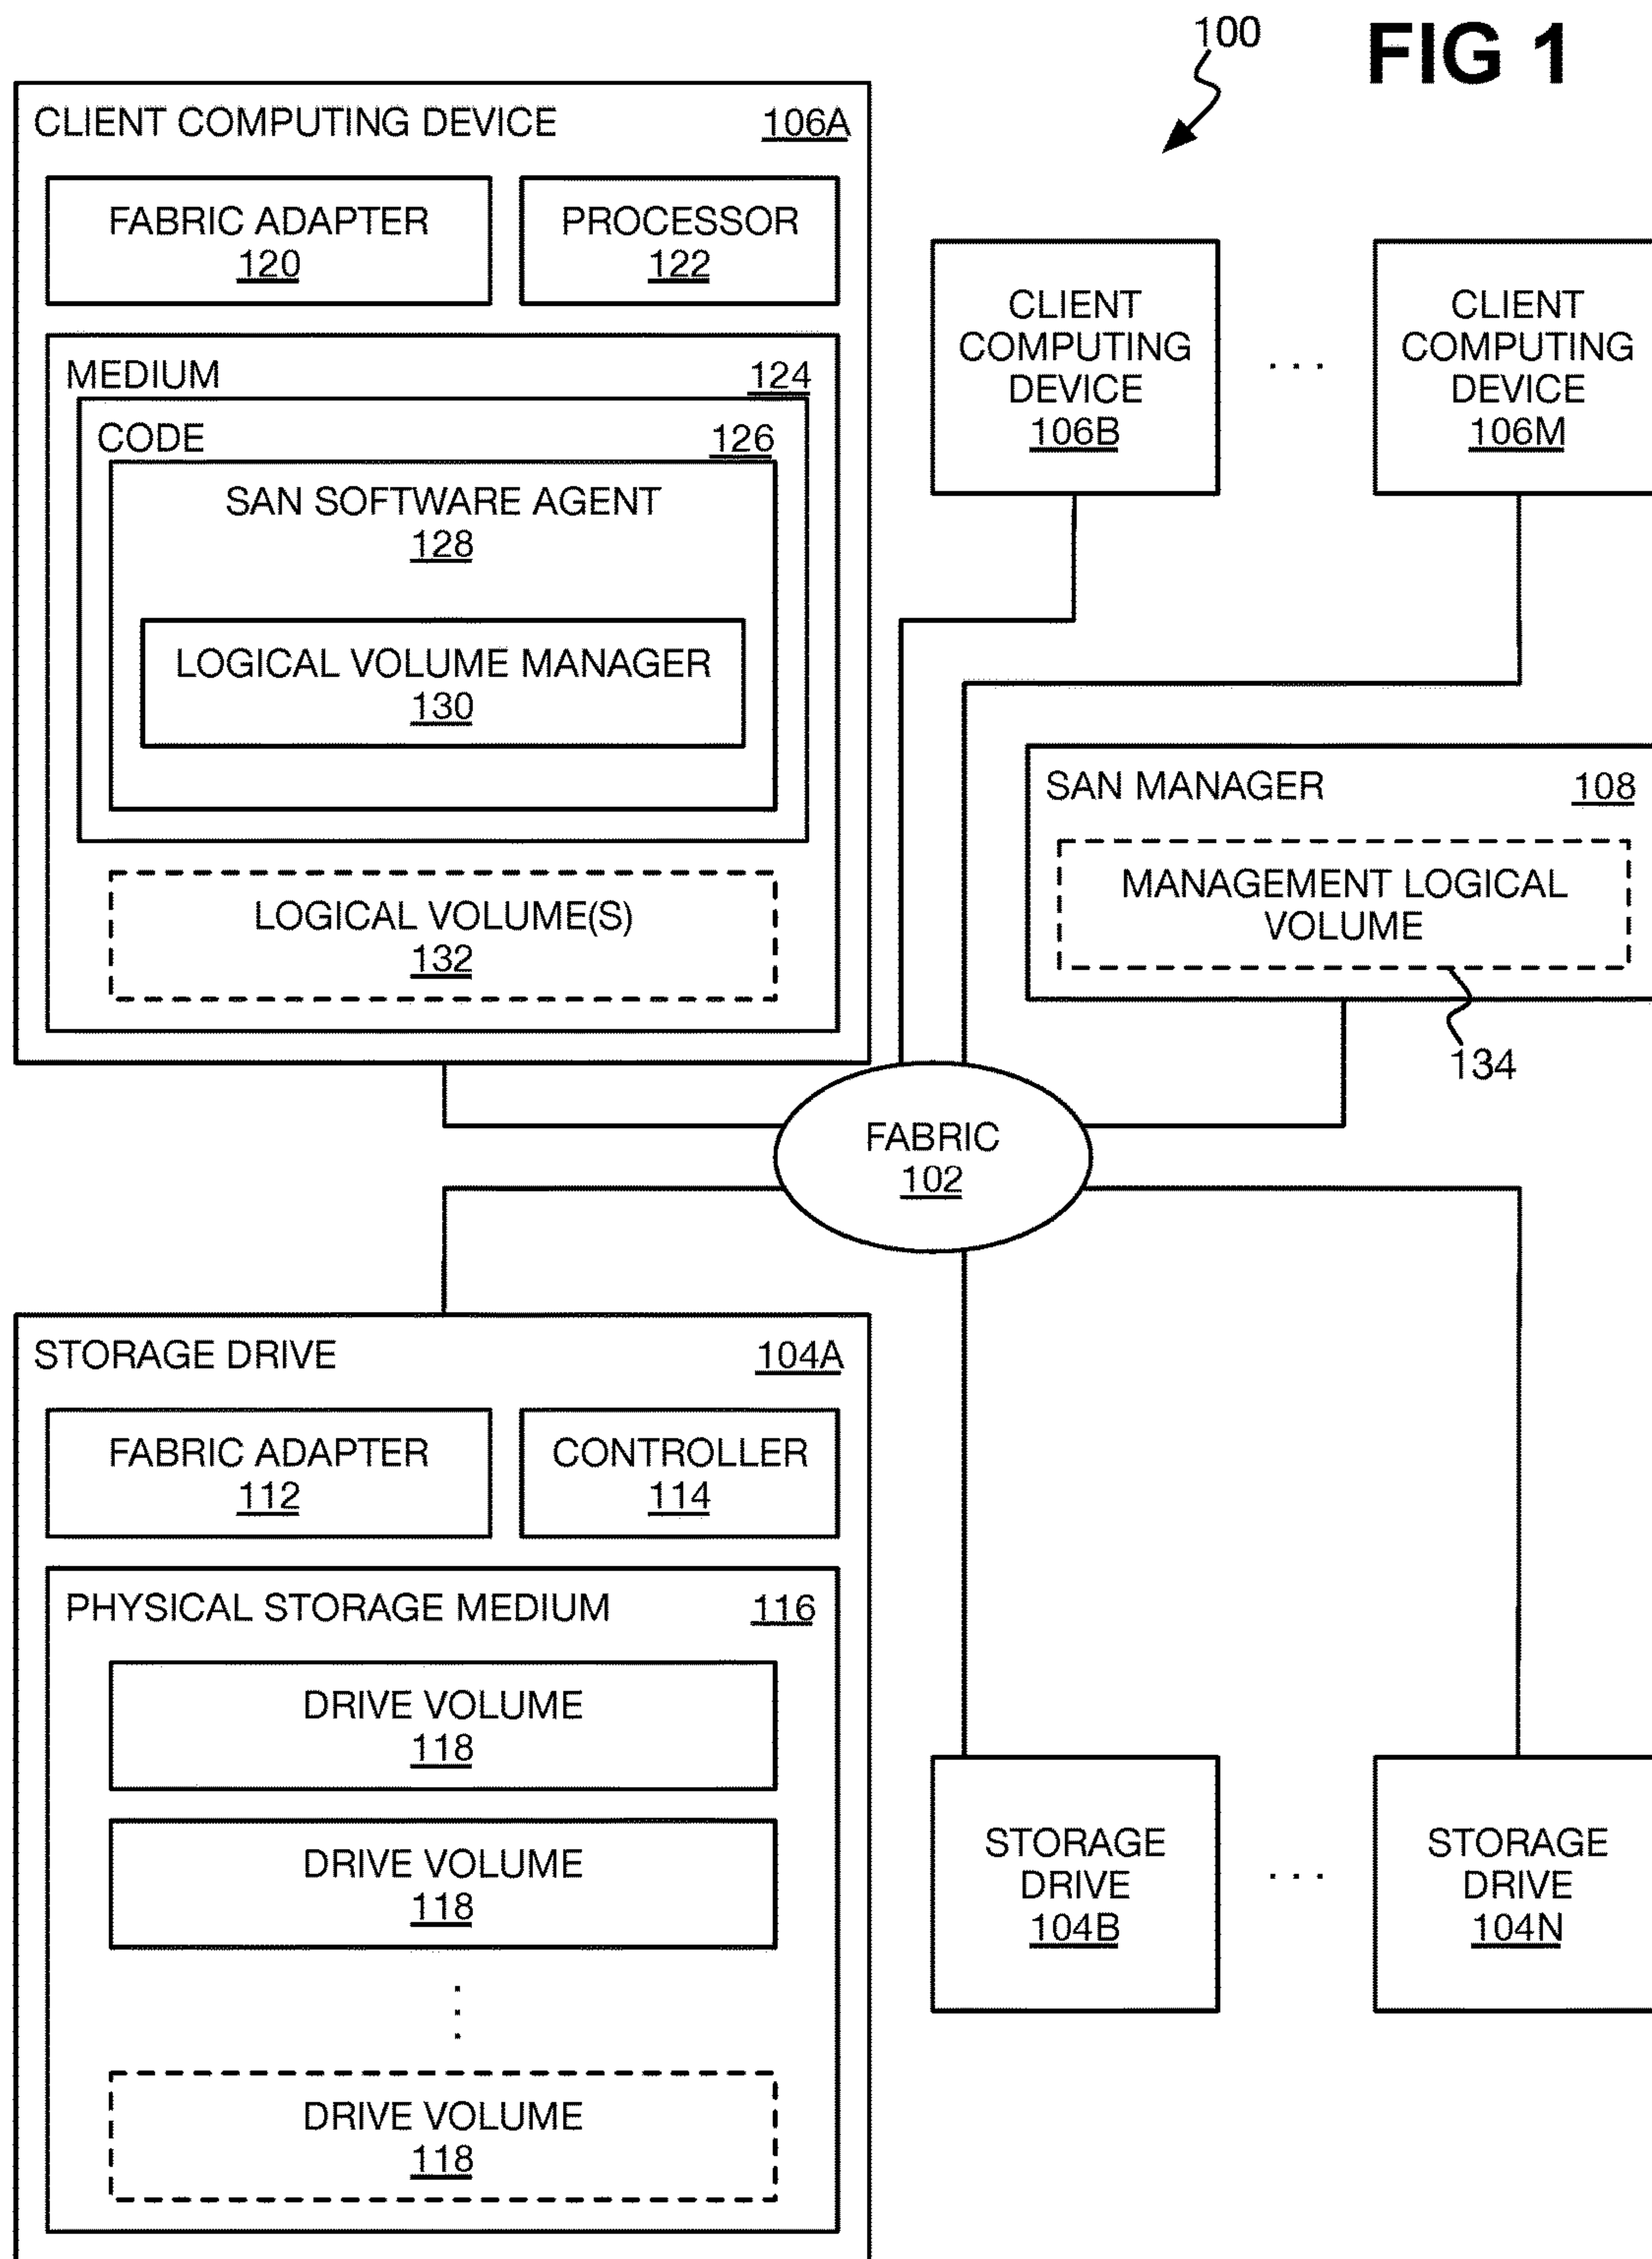 100
FIG 1
CLIENT COMPUTING DEVICE 106A
FABRIC ADAPTER
120
PROCESSOR
122
MEDIUM 124
CODE 126
SAN SOFTWARE AGENT
128
LOGICAL VOLUME MANAGER
130
LOGICAL VOLUME(S)
132
CLIENT
COMPUTING
DEVICE
106B
. . .
CLIENT
COMPUTING
DEVICE
106M
SAN MANAGER 108
MANAGEMENT LOGICAL
VOLUME
134
FABRIC
102
STORAGE DRIVE 104A
FABRIC ADAPTER
112
CONTROLLER
114
PHYSICAL STORAGE MEDIUM 116
DRIVE VOLUME
118
DRIVE VOLUME
118
.
.
.
DRIVE VOLUME
118
STORAGE
DRIVE
104B
. . .
STORAGE
DRIVE
104N